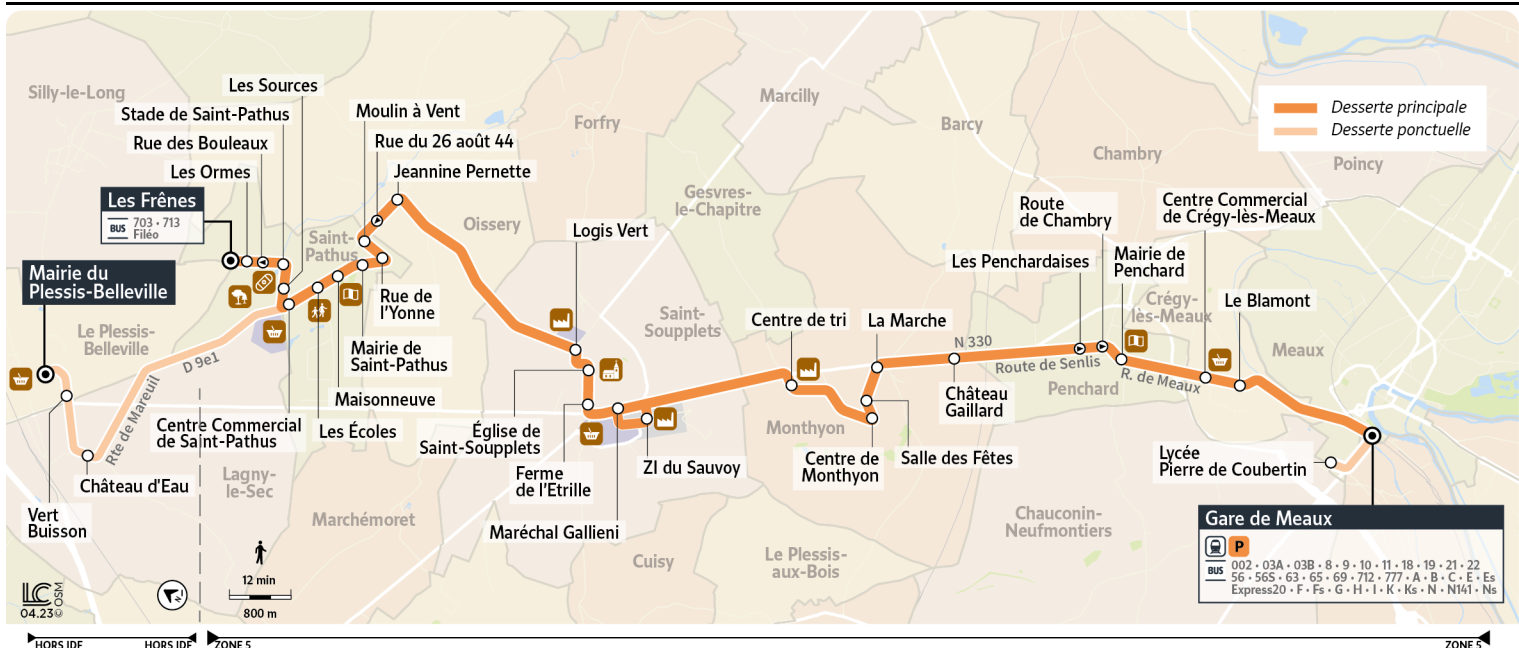 Silly-le-Long
Les Sources
Stade de Saint-Pathus
Rue des Bouleaux
Les Ormes
Les Frênes
BUS
703 • 713
Filéo
Mairie du
Plessis-Belleville
Le Plessis-
Belleville
D 9e1
Rte de Mareuil
Vert
Buisson
Château d'Eau
Centre Commercial
de Saint-Pathus
Lagny-
le-Sec
Moulin à Vent
Rue du 26 août 44
Jeannine Pernette
Saint-
Pathus
Oissery
Forfry
Rue de
l'Yonne
Mairie de
Saint-Pathus
Maisonneuve
Les Écoles
Marchémoret
Marcilly
Gesvres-
le-Chapitre
Logis Vert
Saint-
Soupplets
Église de
Saint-Soupplets
Ferme
de l'Etrille
Maréchal Gallieni
ZI du Sauvoy
Cuisy
Centre de tri
La Marche
Monthyon
Centre de
Monthyon
Salle des Fêtes
Château
Gaillard
Le Plessis-
aux-Bois
Barcy
Chambry
N 330
Route de Senlis
Les Penchardaises
Route
de Chambry
Mairie de
Penchard
Penchard
R. de Meaux
Centre Commercial
de Crégy-lès-Meaux
Crégy-
lès-Meaux
Le Blamont
Meaux
Poincy
Desserte principale
Desserte ponctuelle
Chauconin-
Neufmontiers
Lycée
Pierre de Coubertin
Gare de Meaux
P
BUS
002 • 03A • 03B • 8 • 9 • 10 • 11 • 18 • 19 • 21 • 22
56 • 56S • 63 • 65 • 69 • 712 • 777 • A • B • C • E • Es
Express20 • F • Fs • G • H • I • K • Ks • N • N141 • Ns
LC
04.23 © OSM
N
12 min
800 m
HORS IDF
HORS IDF
ZONE 5
ZONE 5